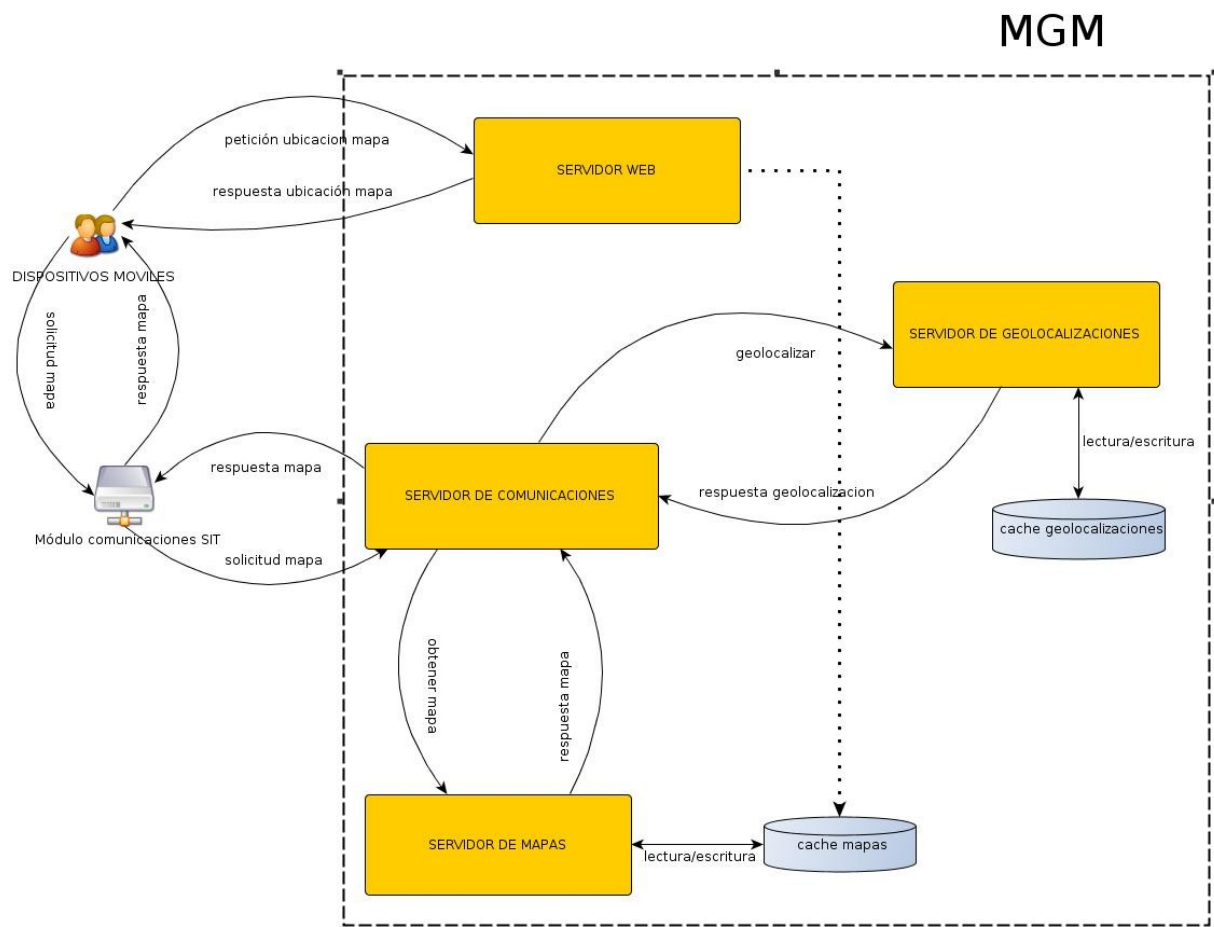 MGM
petición ubicacion mapa
SERVIDOR WEB
respuesta ubicación mapa
DISPOSITIVOS MOVILES
solicitud mapa
respuesta mapa
SERVIDOR DE GEOLOCALIZACIONES
geolocalizar
lectura/escritura
respuesta mapa
SERVIDOR DE COMUNICACIONES
respuesta geolocalizacion
cache geolocalizaciones
Módulo comunicaciones SIT
solicitud mapa
obtener mapa
respuesta mapa
SERVIDOR DE MAPAS
lectura/escritura
cache mapas